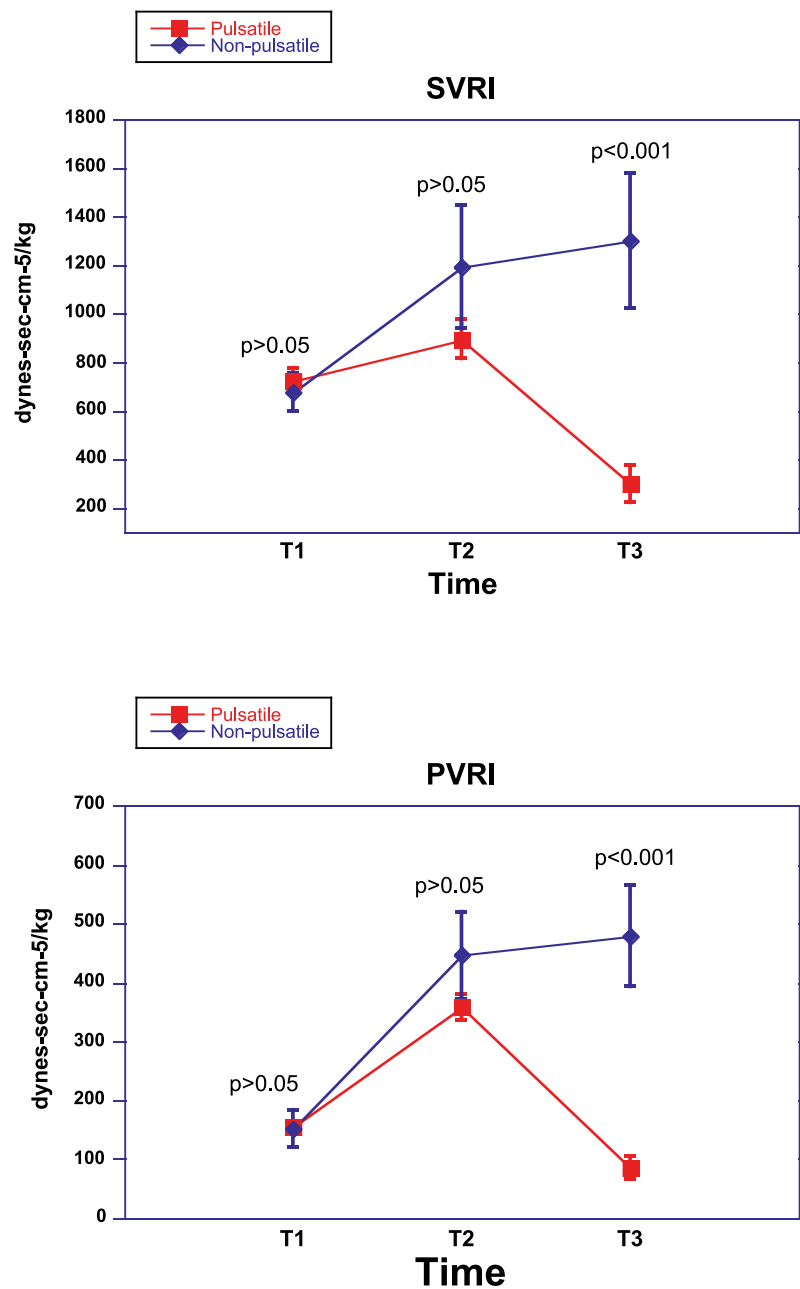 Pulsatile
Non-pulsatile
SVRI
1800
1600
1400
1200
1000
800
600
400
200
dynes-sec-cm-5/kg
p>0.05
p>0.05
p<0.001
T1 T2 T3
Time
Pulsatile
Non-pulsatile
PVRI
700
600
500
400
300
200
100
0
dynes-sec-cm-5/kg
p>0.05
p>0.05
p<0.001
T1 T2 T3
Time